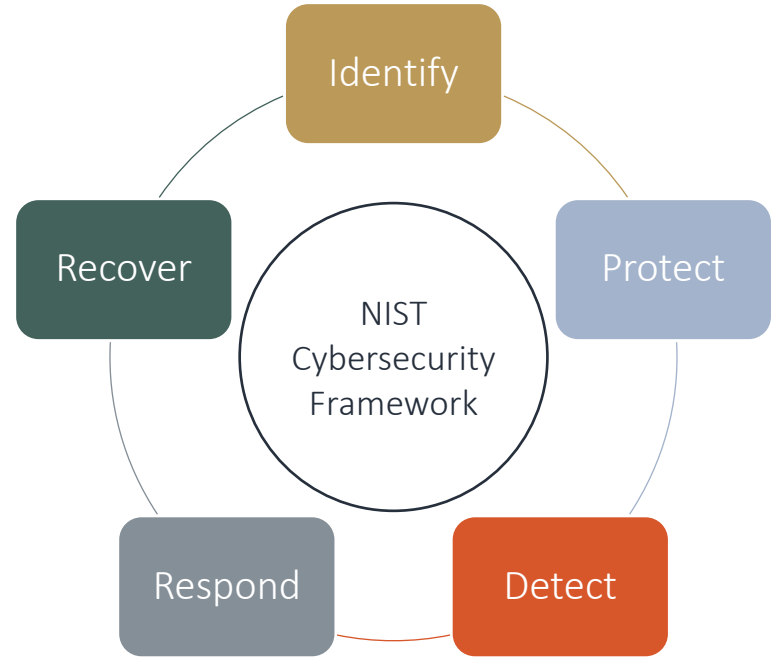 Identify
Protect
Detect
Respond
Recover
NIST
Cybersecurity
Framework